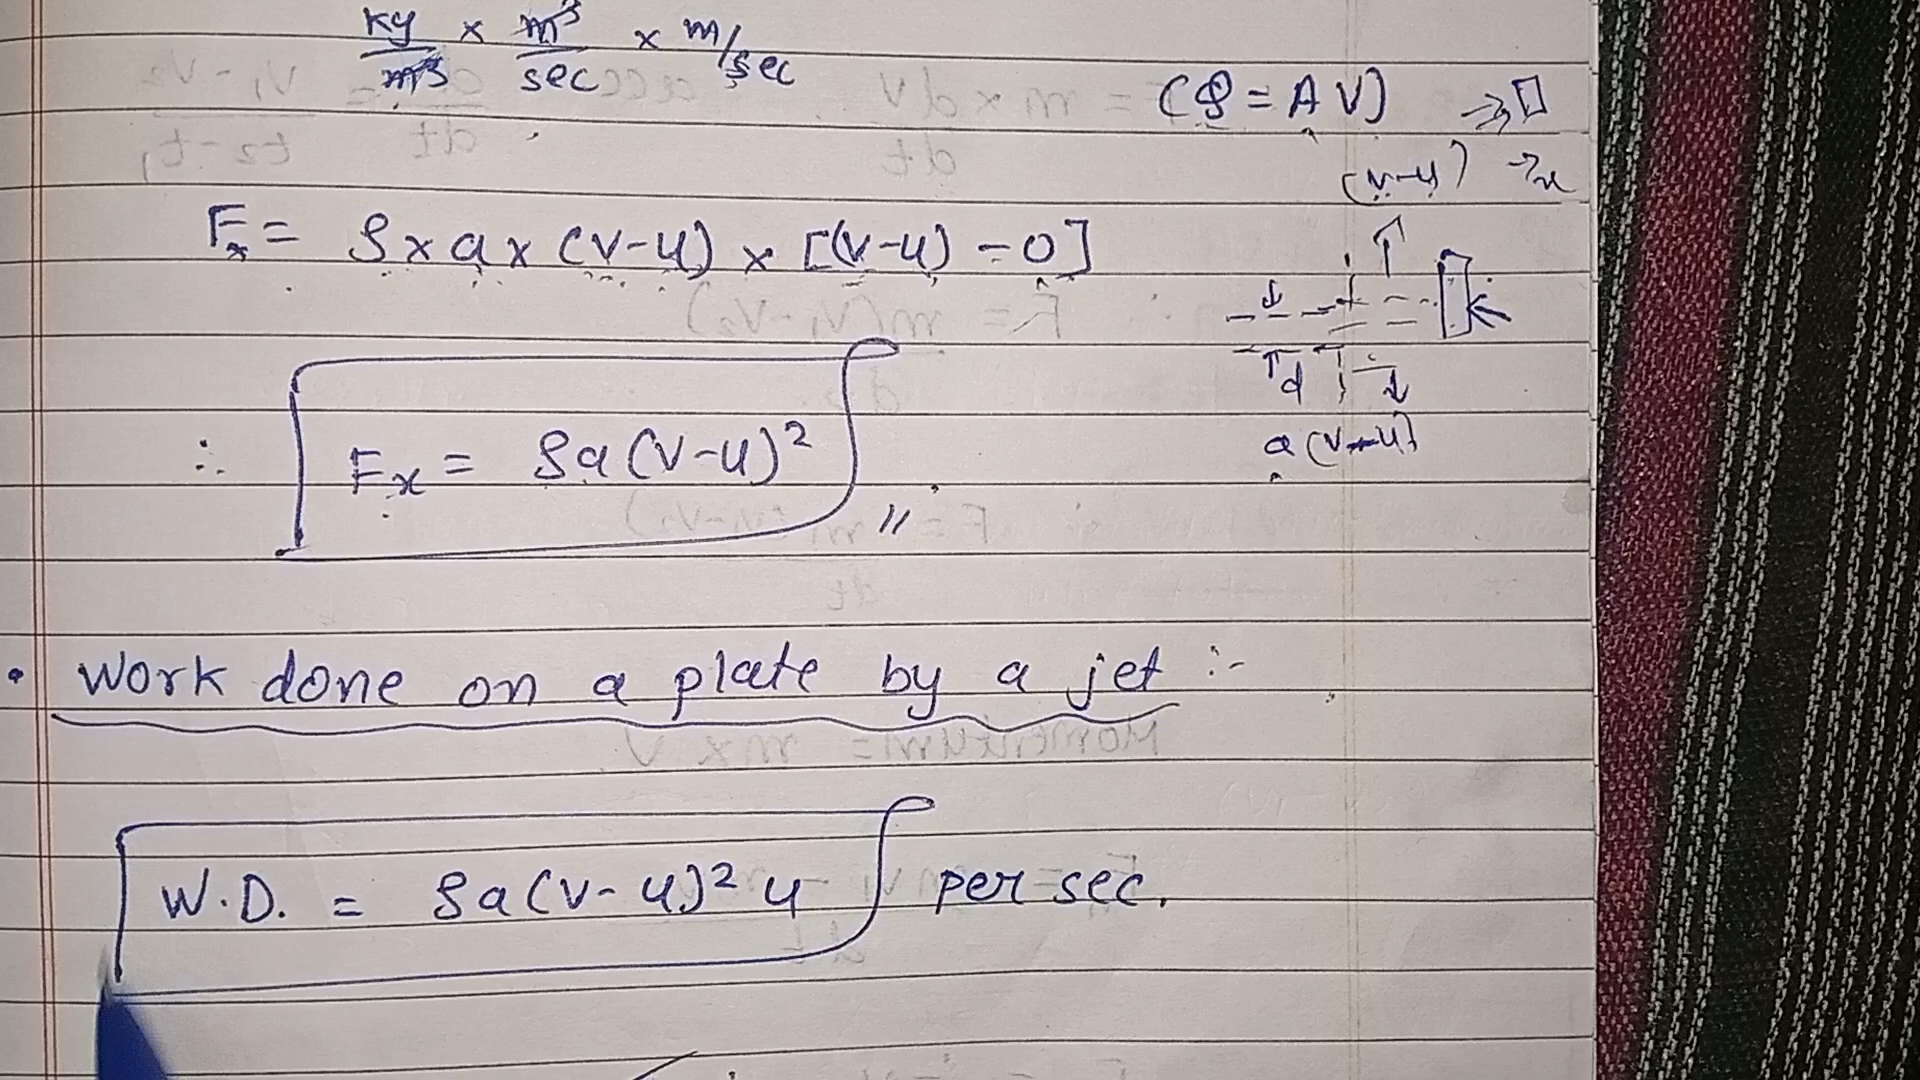 kg/m³ × m³/sec × m/sec
(Q = A V)
(V-u) → x
Fx = ρ × a × (V-u) × [(V-u) - 0]
d
a (V-u)
∴ Fx = ρa(V-u)² //
• Work done on a plate by a jet :-
W.D. = ρa(V-u)² u per sec.